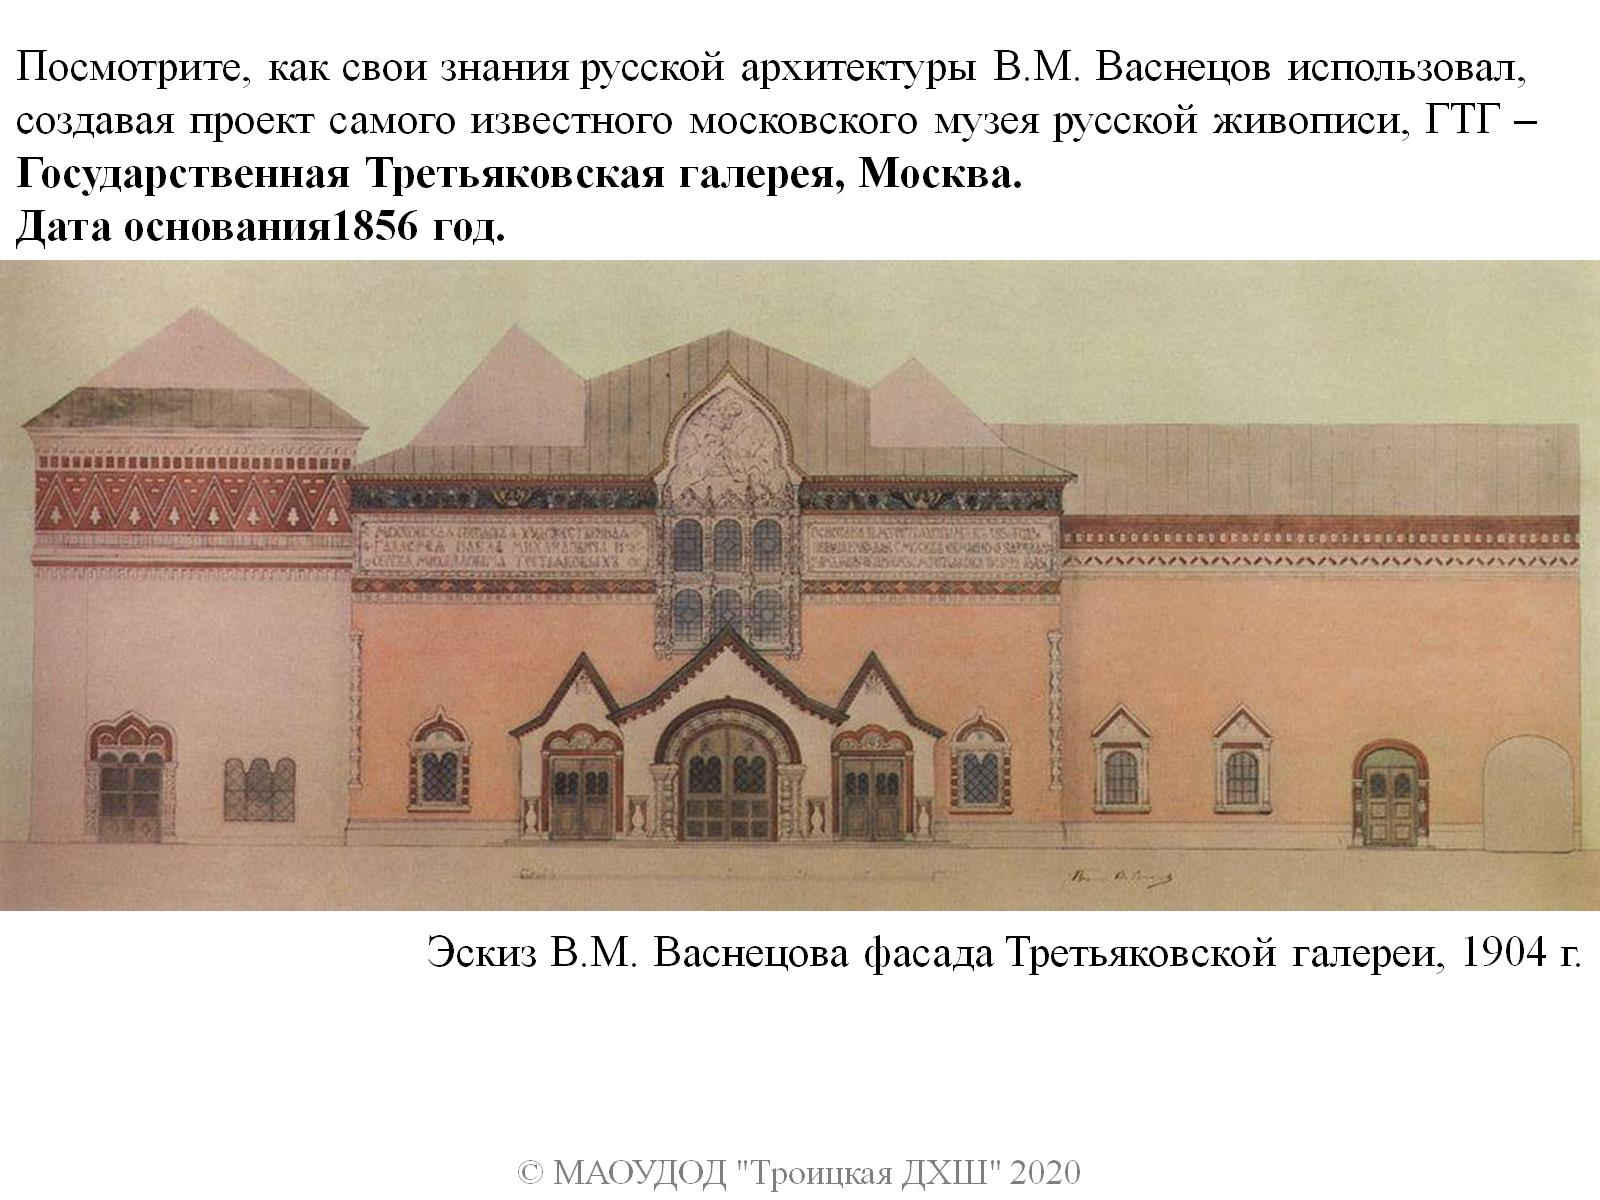 Посмотрите, как свои знания русской архитектуры В.М. Васнецов использовал,
создавая проект самого известного московского музея русской живописи, ГТГ –
Государственная Третьяковская галерея, Москва.
Дата основания1856 год.
Эскиз В.М. Васнецова фасада Третьяковской галереи, 1904 г.
© МАОУДОД "Троицкая ДХШ" 2020